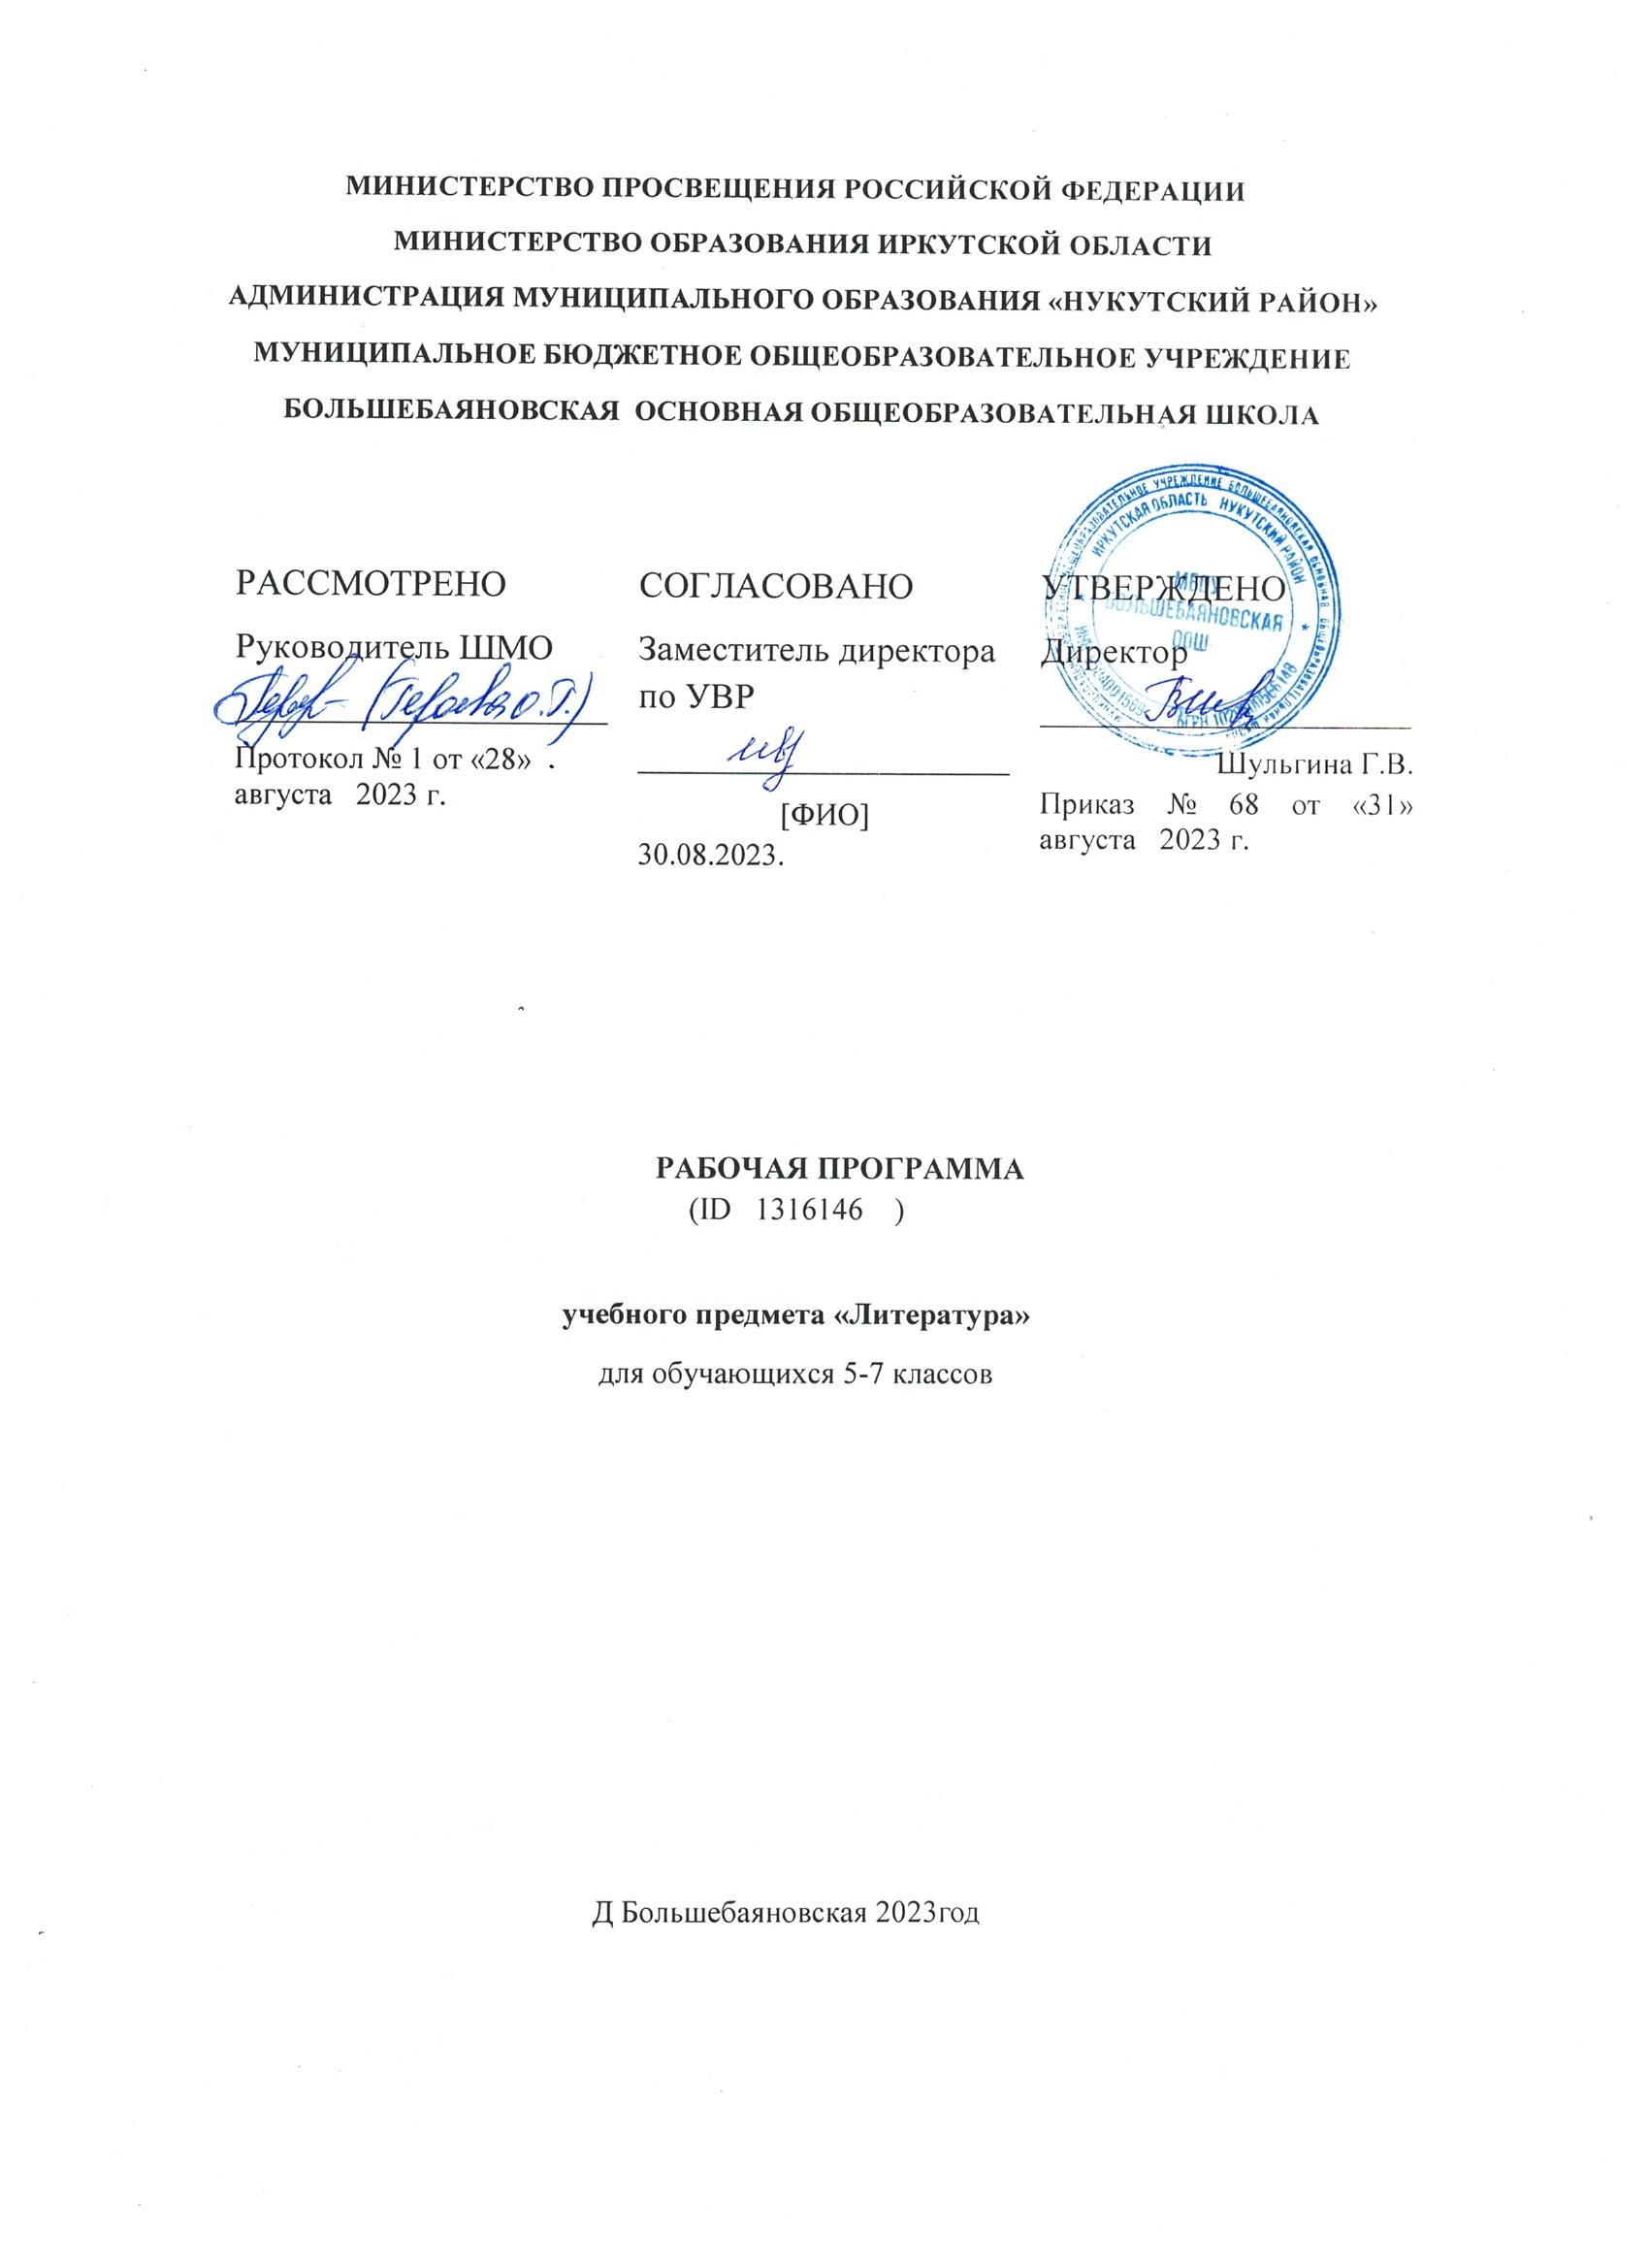 МИНИСТЕРСТВО ПРОСВЕЩЕНИЯ РОССИЙСКОЙ ФЕДЕРАЦИИ
МИНИСТЕРСТВО ОБРАЗОВАНИЯ ИРКУТСКОЙ ОБЛАСТИ
АДМИНИСТРАЦИЯ МУНИЦИПАЛЬНОГО ОБРАЗОВАНИЯ «НУКУТСКИЙ РАЙОН»
МУНИЦИПАЛЬНОЕ БЮДЖЕТНОЕ ОБЩЕОБРАЗОВАТЕЛЬНОЕ УЧРЕЖДЕНИЕ
БОЛЬШЕБАЯНОВСКАЯ ОСНОВНАЯ ОБЩЕОБРАЗОВАТЕЛЬНАЯ ШКОЛА
РАССМОТРЕНО
Руководитель ШМО
Протокол № 1 от «28» .
августа 2023 г.
СОГЛАСОВАНО
Заместитель директора
по УВР
[ФИО]
30.08.2023.
УТВЕРЖДЕНО
Директор
Шульгина Г.В.
Приказ № 68 от «31»
августа 2023 г.
ИРКУТСКАЯ ОБЛАСТЬ НУКУТСКИЙ РАЙОН
БОЛЬШЕБАЯНОВСКАЯ
ООШ
РАБОЧАЯ ПРОГРАММА
(ID 1316146 )
учебного предмета «Литература»
для обучающихся 5-7 классов
Д Большебаяновская 2023год